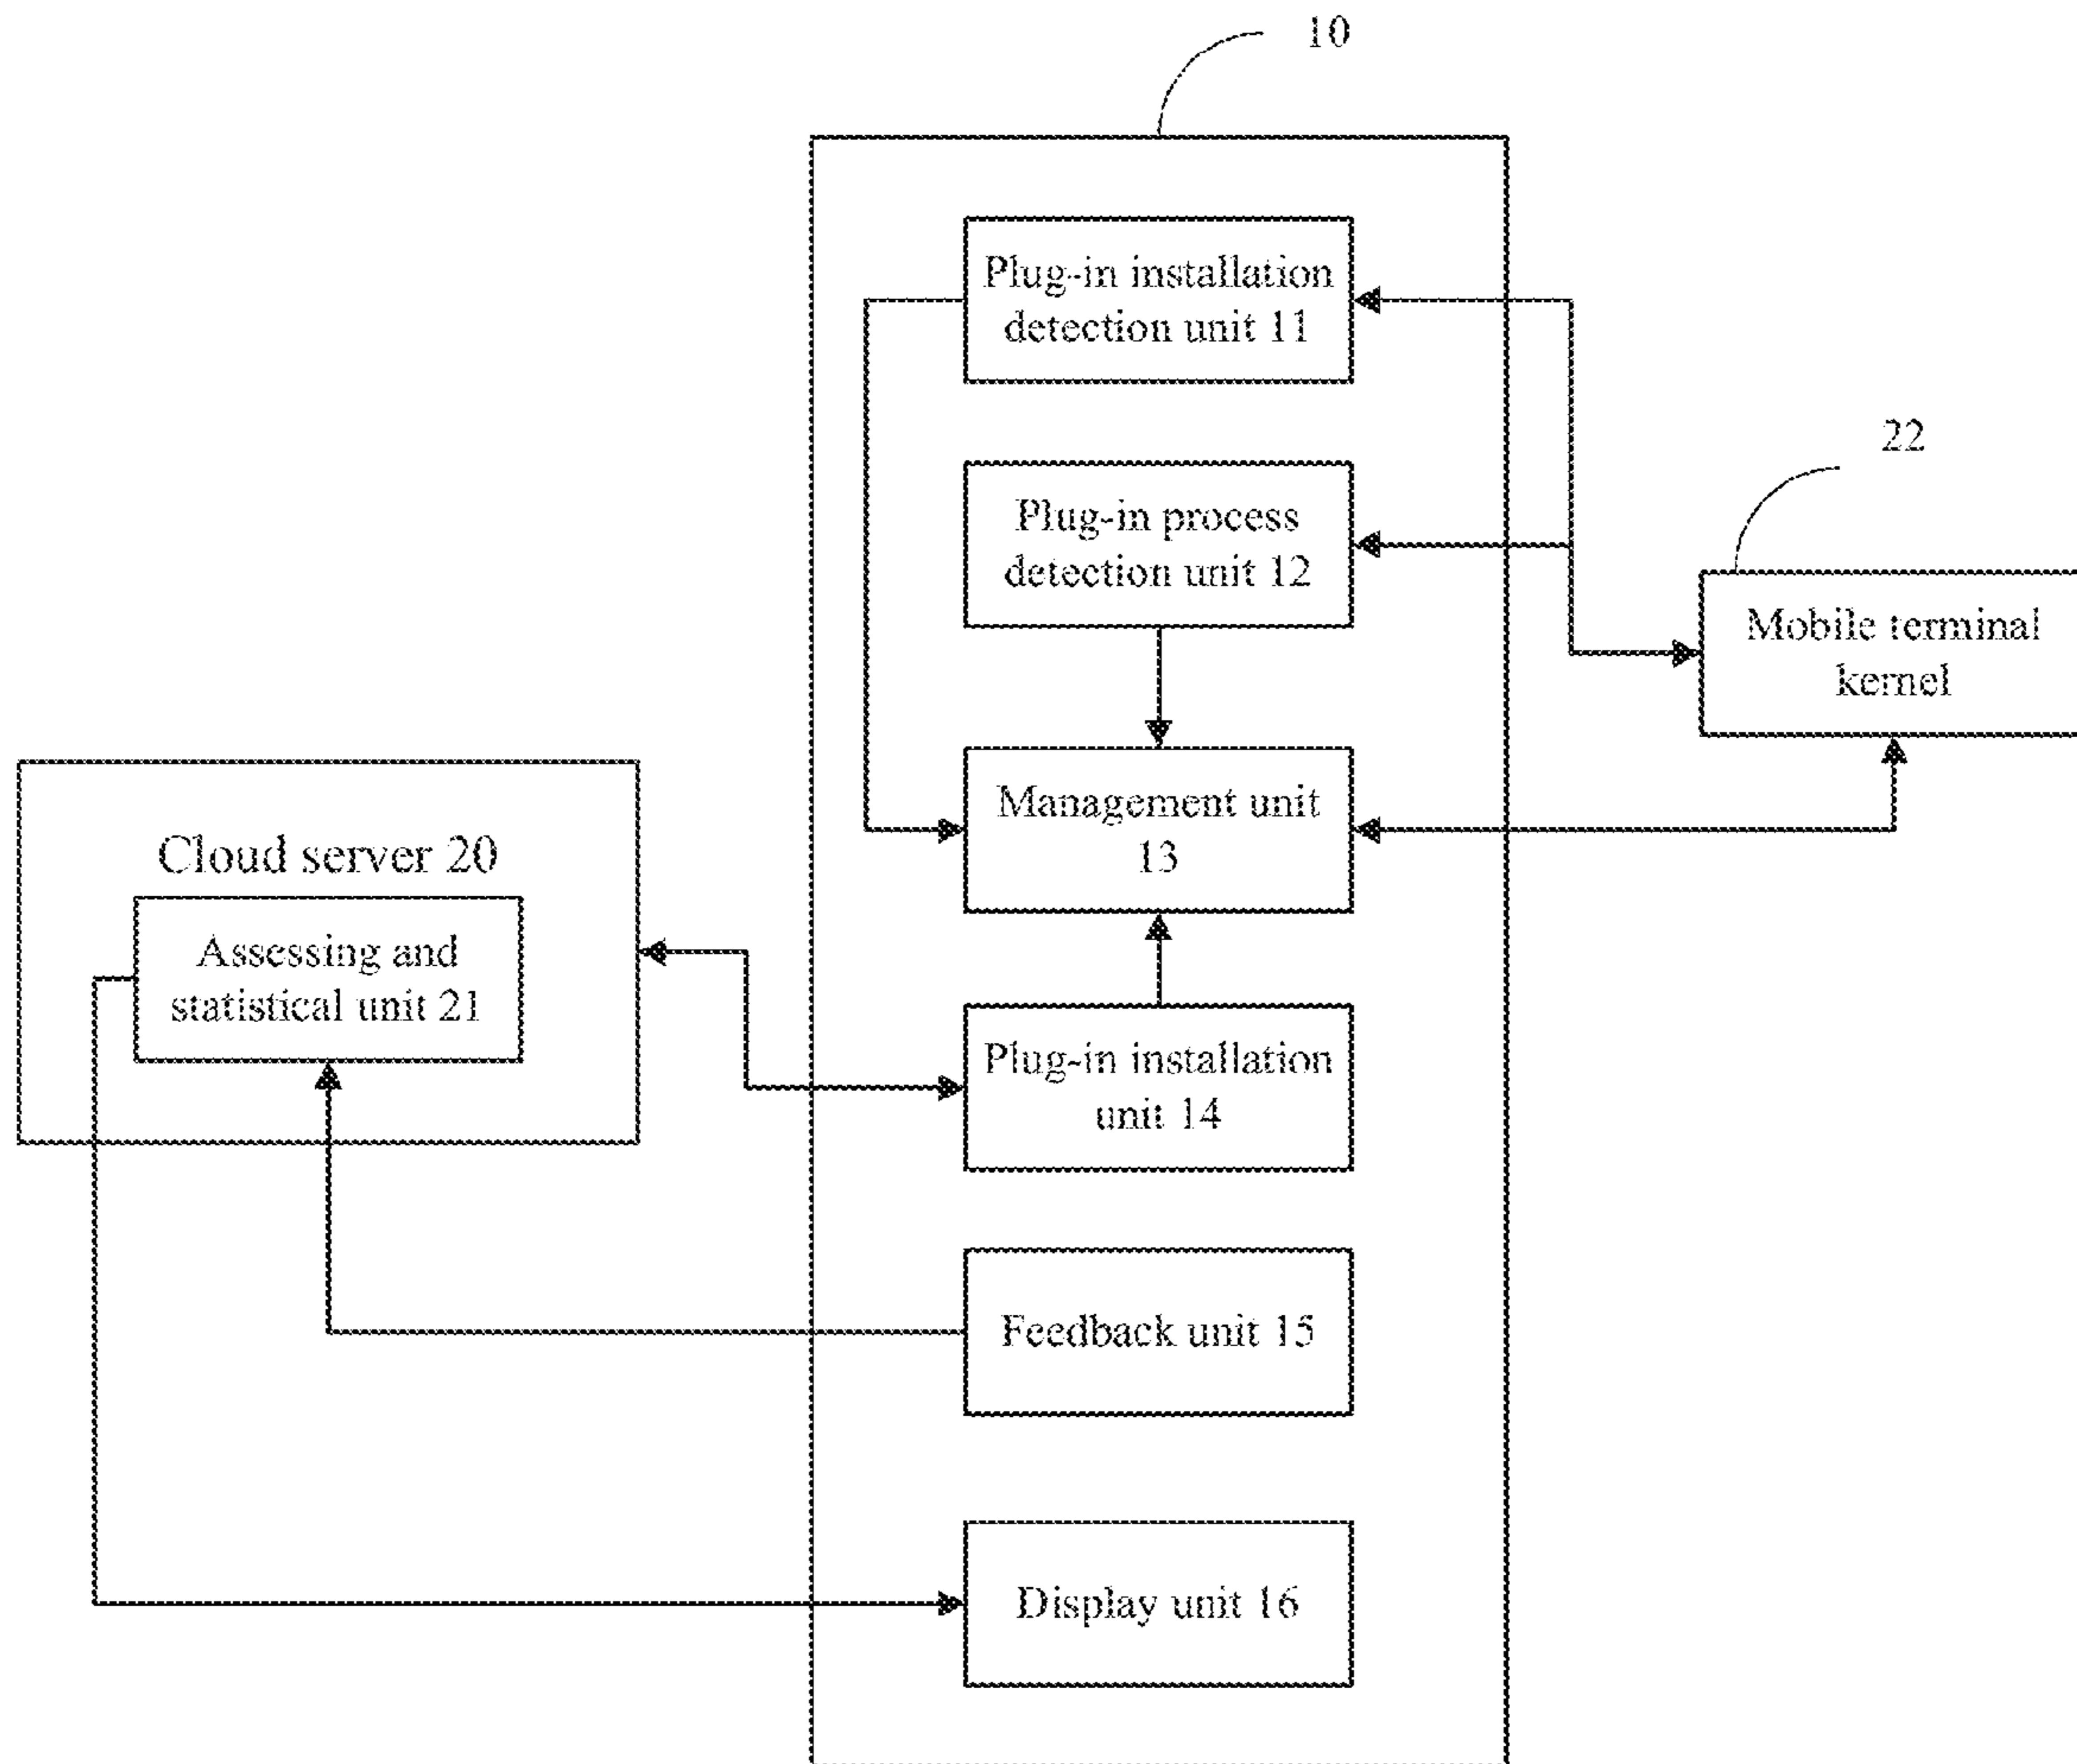 10
Plug-in installation
detection unit 11
22
Plug-in process
detection unit 12
Mobile terminal
kernel
Management unit
13
Cloud server 20
Assessing and
statistical unit 21
Plug-in installation
unit 14
Feedback unit 15
Display unit 16